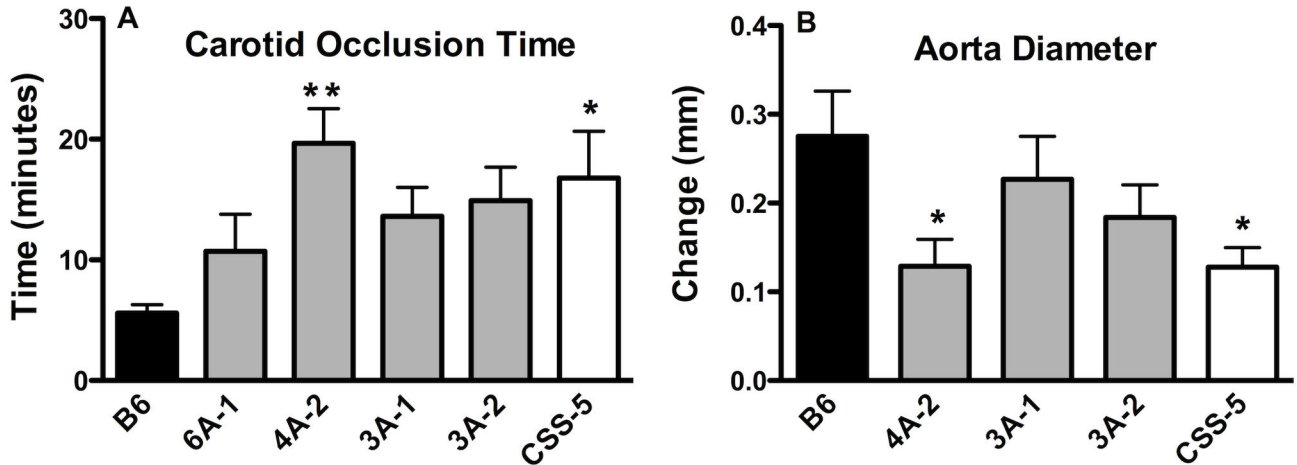 A
Carotid Occlusion Time
Time (minutes)
30
20
10
0
**
*
B6
6A-1
4A-2
3A-1
3A-2
CSS-5
B
Aorta Diameter
Change (mm)
0.4
0.3
0.2
0.1
0.0
*
*
B6
4A-2
3A-1
3A-2
CSS-5